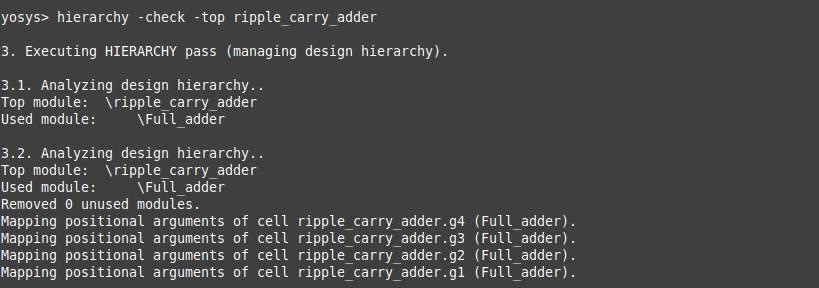 yosys> hierarchy -check -top ripple_carry_adder
3. Executing HIERARCHY pass (managing design hierarchy).
3.1. Analyzing design hierarchy..
Top module:  \ripple_carry_adder
Used module:     \Full_adder
3.2. Analyzing design hierarchy..
Top module:  \ripple_carry_adder
Used module:     \Full_adder
Removed 0 unused modules.
Mapping positional arguments of cell ripple_carry_adder.g4 (Full_adder).
Mapping positional arguments of cell ripple_carry_adder.g3 (Full_adder).
Mapping positional arguments of cell ripple_carry_adder.g2 (Full_adder).
Mapping positional arguments of cell ripple_carry_adder.g1 (Full_adder).